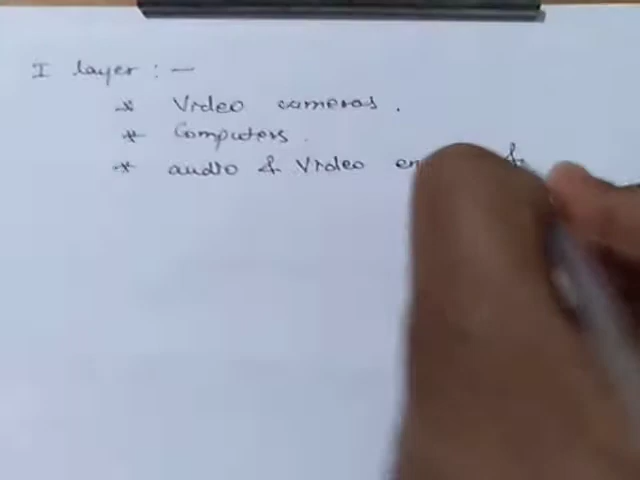 I layer : —
* Video cameras .
* Computers .
* audio & Video &